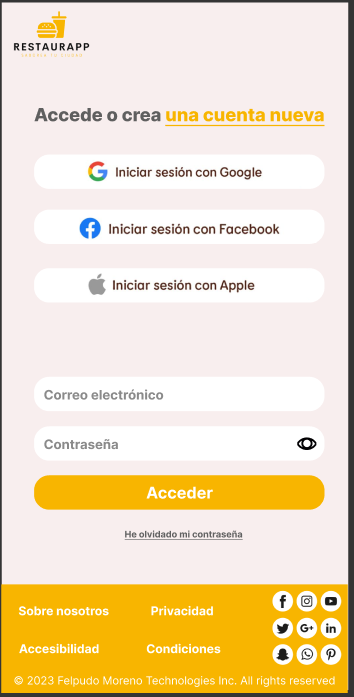 RESTAURAPP
Accede o crea una cuenta nueva
Iniciar sesión con Google
Iniciar sesión con Facebook
Iniciar sesión con Apple
Correo electrónico
Contraseña
Acceder
He olvidado mi contraseña
Sobre nosotros Privacidad
Accesibilidad Condiciones
© 2023 Felpudo Moreno Technologies Inc. All rights reserved